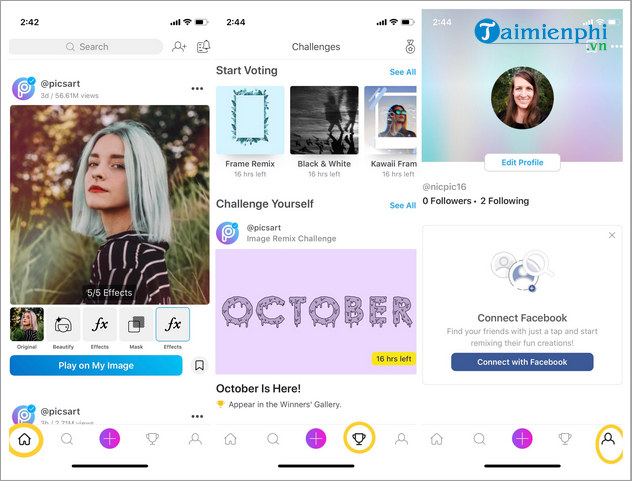 2:42
Search
@picsart
3d / 56.61M views
5/5 Effects
fx
fx
Original
Beautify
Effects
Mask
Effects
Play on My Image
@picsart
3h / 2.71M views
2:44
Challenges
Start Voting
See All
Frame Remix
16 hrs left
Black & White
16 hrs left
Kawaii Fram
16 hrs left
Challenge Yourself
See All
@picsart
Image Remix Challenge
OCTOBER
16 hrs left
October Is Here!
Appear in the Winners' Gallery.
2:44
Taimienphi
.vn
Edit Profile
@nicpic16
0 Followers • 2 Following
Connect Facebook
Find your friends with just a tap and start
remixing their fun creations!
Connect with Facebook